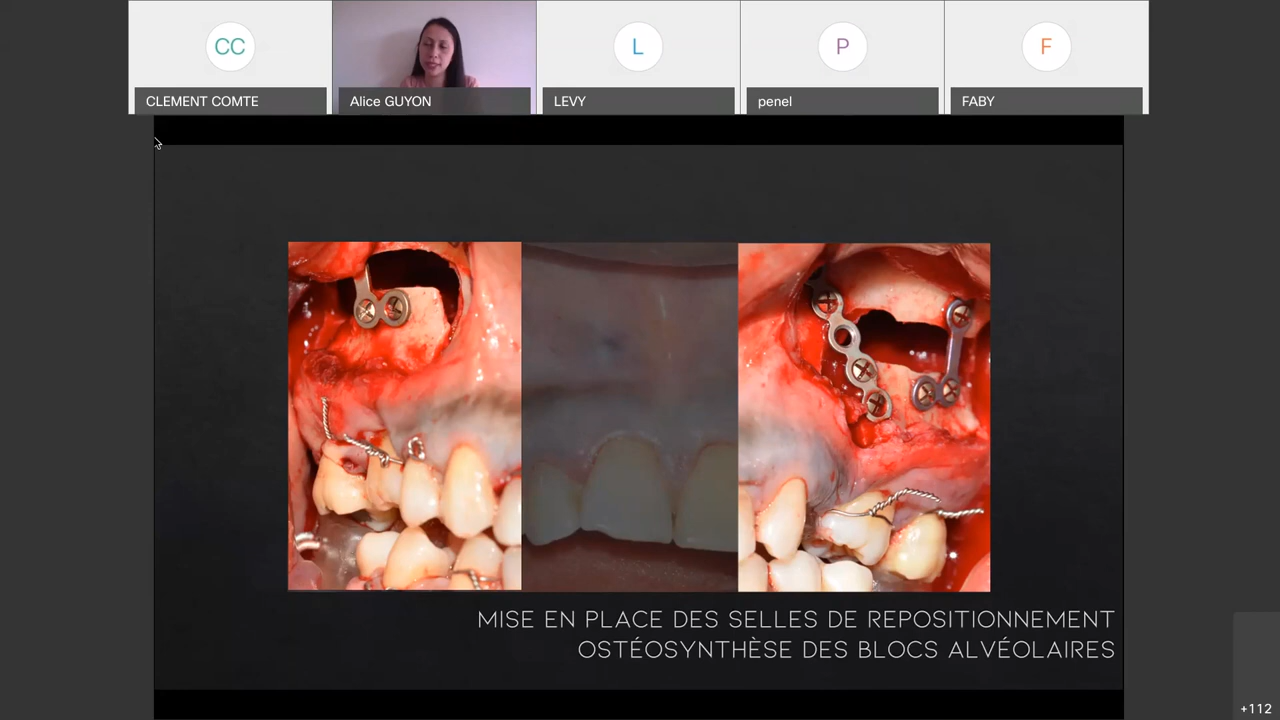 CC
L
P
F
CLEMENT COMTE
Alice GUYON
LEVY
penel
FABY
MISE EN PLACE DES SELLES DE REPOSITIONNEMENT
OSTÉOSYNTHÈSE DES BLOCS ALVÉOLAIRES
+112